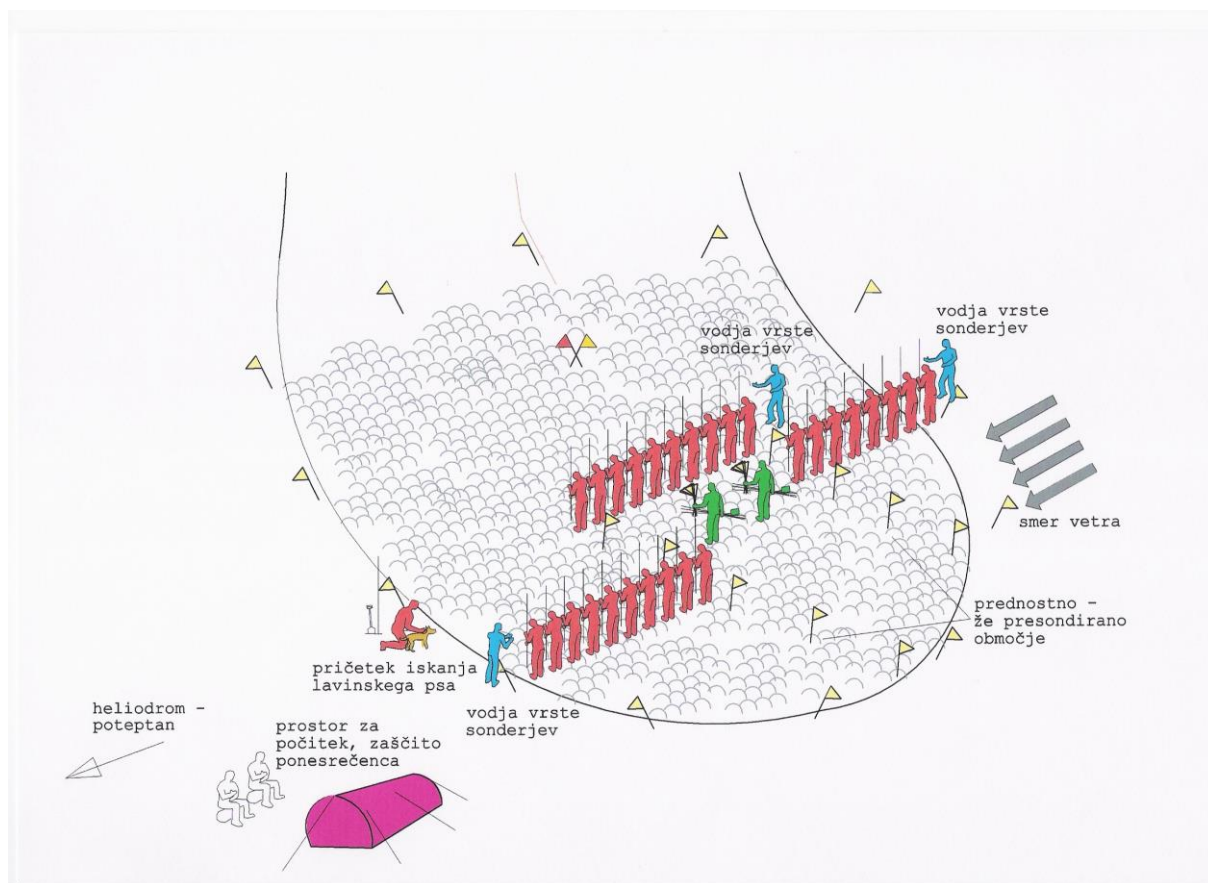 vodja vrste
sonderjev
vodja vrste
sonderjev
smer vetra
prednostno -
že presondirano
območje
pričetek iskanja
lavinskega psa
vodja vrste
sonderjev
heliodrom -
poteptan
prostor za
počitek, zaščito
ponesrečenca